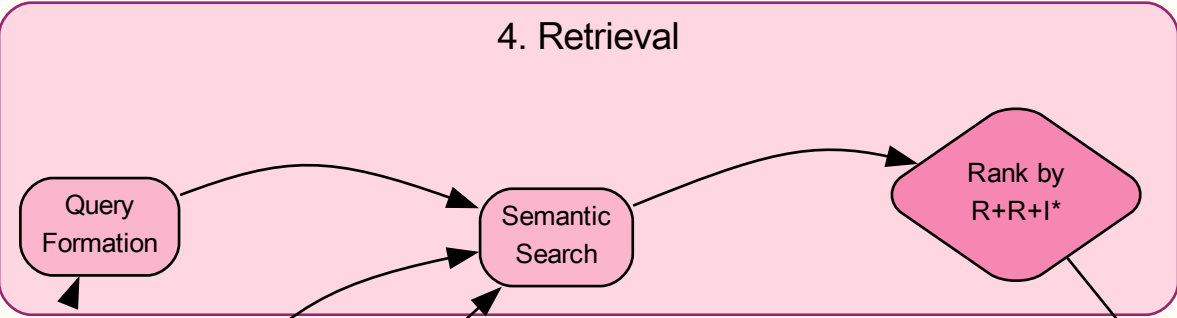 4. Retrieval
Query
Formation
Semantic
Search
Rank by
R+R+I*